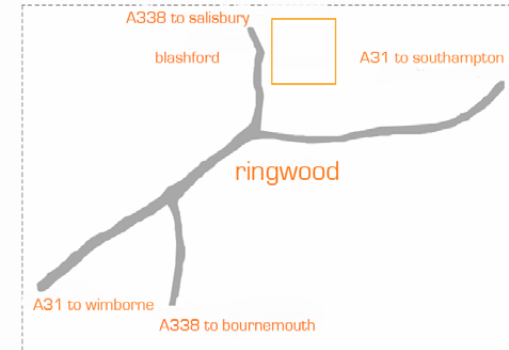 A338 to salisbury
blashford
A31 to southampton
ringwood
A31 to wimborne
A338 to bournemouth